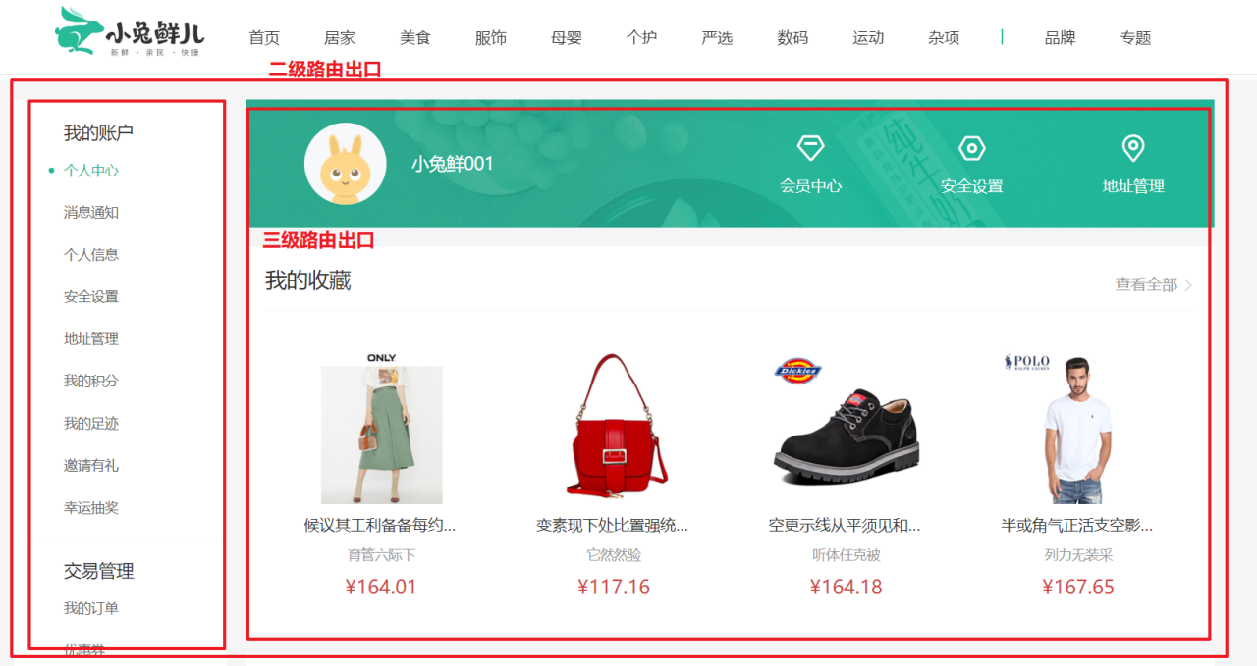 小兔鲜儿
新鲜 · 亲民 · 快捷
首页 居家 美食 服饰 母婴 个护 严选 数码 运动 杂项 | 品牌 专题
二级路由出口
我的账户
个人中心
消息通知
个人信息
安全设置
地址管理
我的积分
我的足迹
邀请有礼
幸运抽奖
交易管理
我的订单
优惠券
小兔鲜001
会员中心 安全设置 地址管理
纯牛奶
三级路由出口
我的收藏
查看全部
ONLY
候议其工利备备每约...
育管六际下
¥164.01
变素现下处比置强统...
它然然验
¥117.16
Dickies
空更示线从平须见和...
听体任克被
¥164.18
POLO
RALPH LAUREN
半或角气正活支空影...
列力无装采
¥167.65